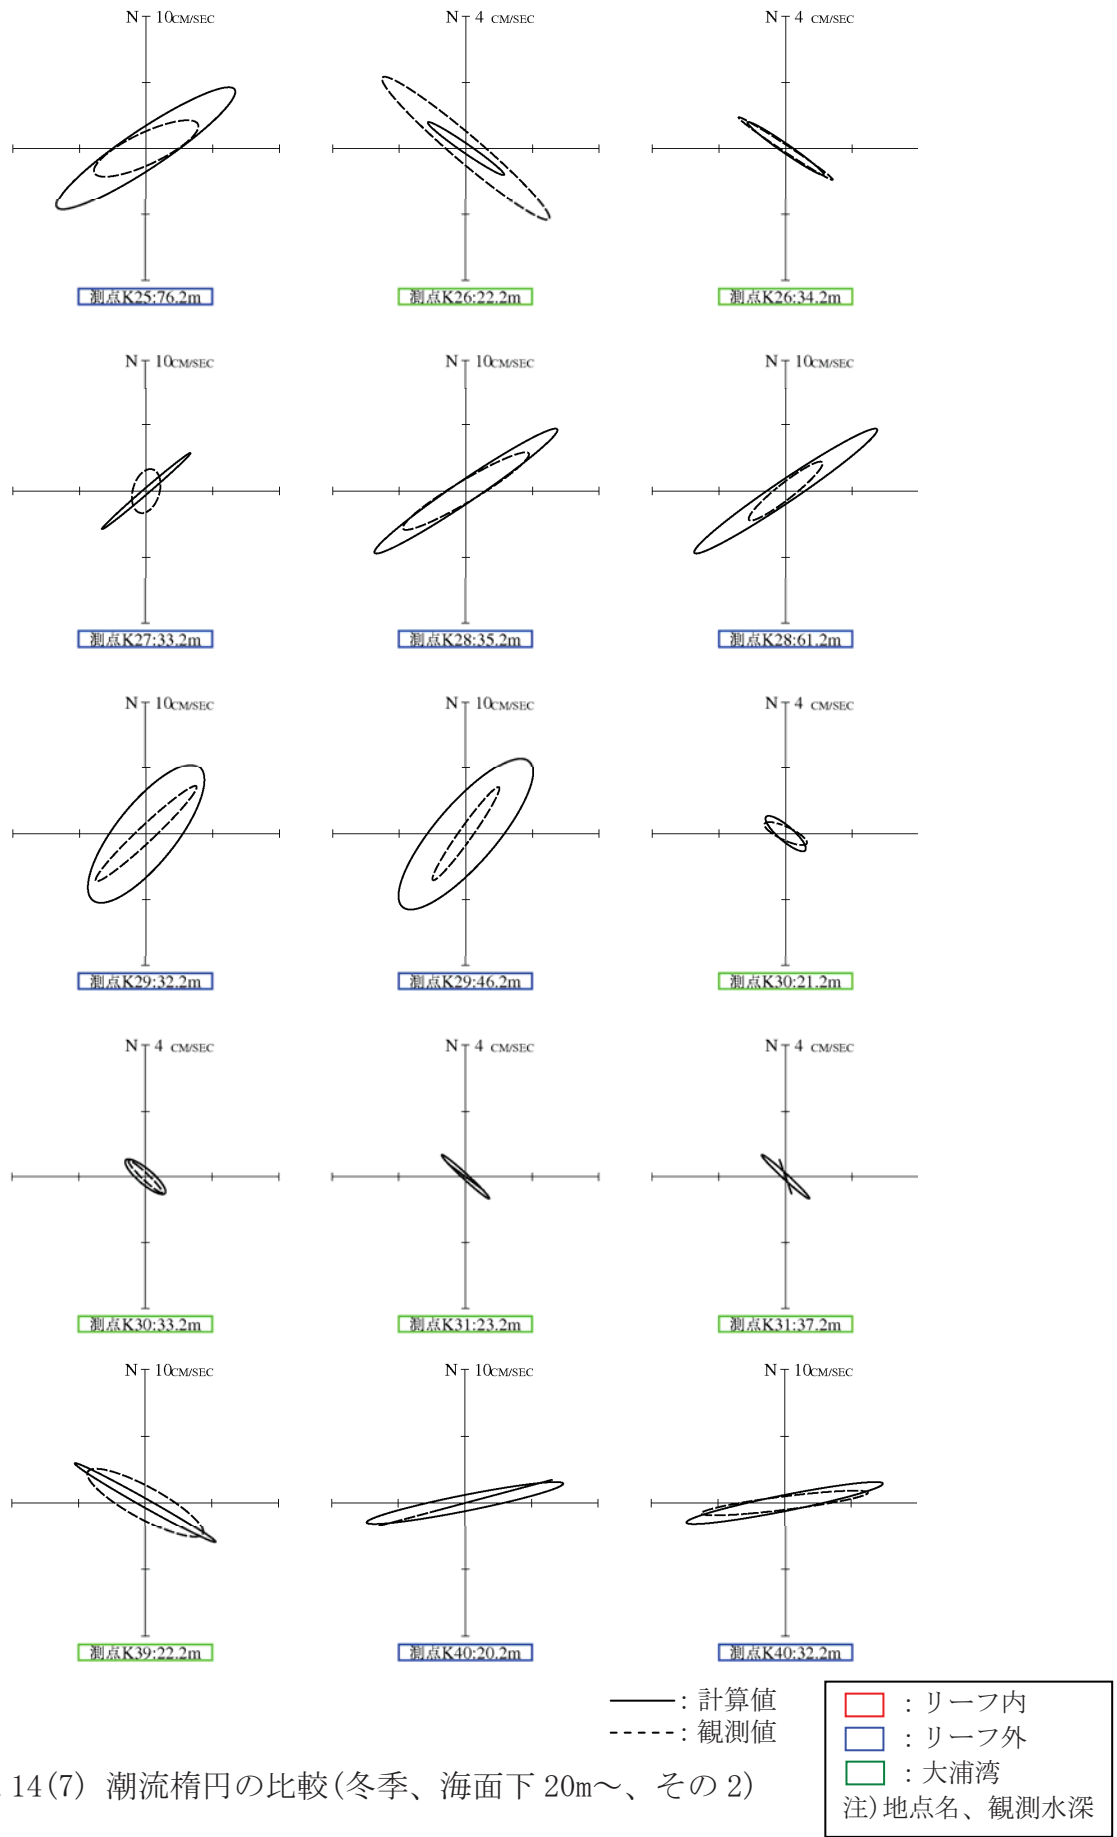 N 10CM/SEC
N 4 CM/SEC
N 4 CM/SEC
測点K25:76.2m
測点K26:22.2m
測点K26:34.2m
N 10CM/SEC
N 10CM/SEC
N 10CM/SEC
測点K27:33.2m
測点K28:35.2m
測点K28:61.2m
N 10CM/SEC
N 10CM/SEC
N 4 CM/SEC
測点K29:32.2m
測点K29:46.2m
測点K30:21.2m
N 4 CM/SEC
N 4 CM/SEC
N 4 CM/SEC
測点K30:33.2m
測点K31:23.2m
測点K31:37.2m
N 10CM/SEC
N 10CM/SEC
N 10CM/SEC
測点K39:22.2m
測点K40:20.2m
測点K40:32.2m
: 計算値
: 観測値
: リーフ内
: リーフ外
: 大浦湾
注)地点名、観測水深
14(7) 潮流楕円の比較(冬季、海面下 20m～、その 2)